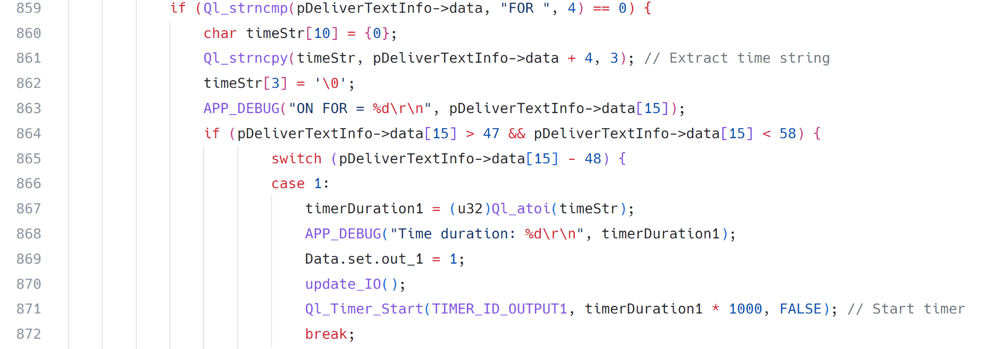 859 if (Ql_strncmp(pDeliverTextInfo->data, "FOR ", 4) == 0) {
860 char timeStr[10] = {0};
861 Ql_strncpy(timeStr, pDeliverTextInfo->data + 4, 3); // Extract time string
862 timeStr[3] = '\0';
863 APP_DEBUG("ON FOR = %d\r\n", pDeliverTextInfo->data[15]);
864 if (pDeliverTextInfo->data[15] > 47 && pDeliverTextInfo->data[15] < 58) {
865 switch (pDeliverTextInfo->data[15] - 48) {
866 case 1:
867 timerDuration1 = (u32)Ql_atoi(timeStr);
868 APP_DEBUG("Time duration: %d\r\n", timerDuration1);
869 Data.set.out_1 = 1;
870 update_IO();
871 Ql_Timer_Start(TIMER_ID_OUTPUT1, timerDuration1 * 1000, FALSE); // Start timer
872 break;